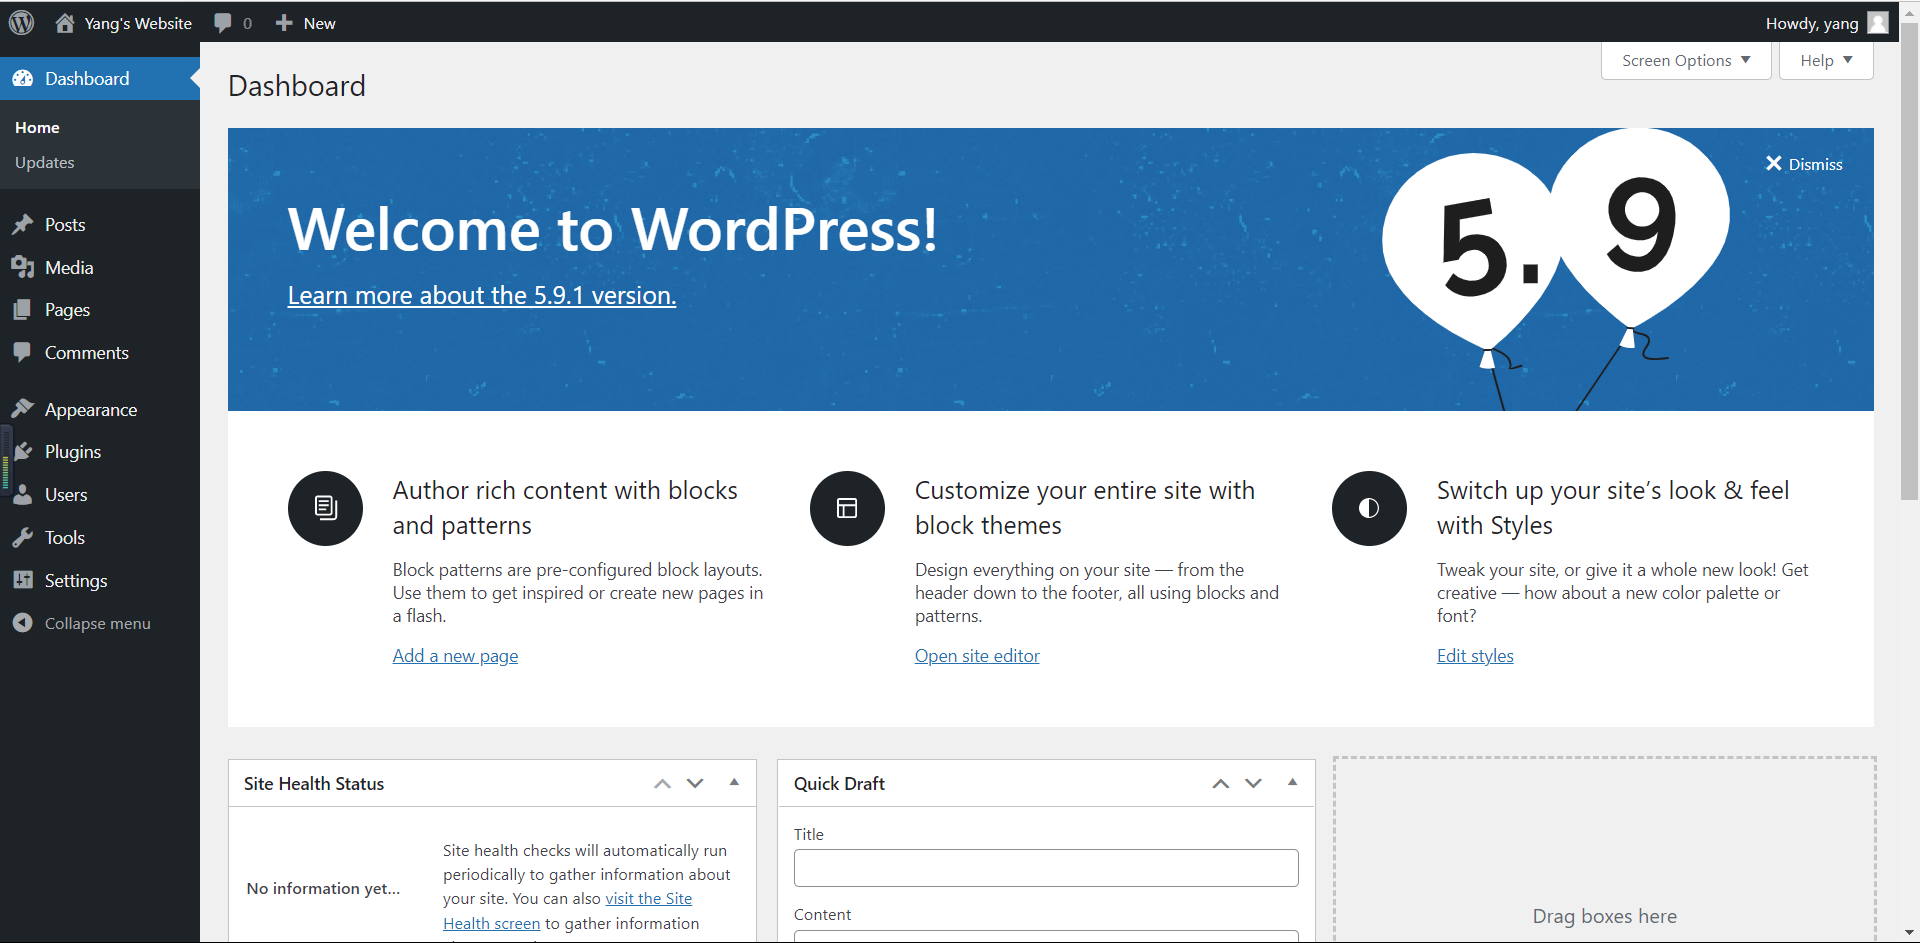 Yang's Website 0 New Howdy, yang
Screen Options Help
Dashboard
Home
Updates
Posts
Media
Pages
Comments
Appearance
Plugins
Users
Tools
Settings
Collapse menu
Dashboard
Dismiss
Welcome to WordPress!
Learn more about the 5.9.1 version.
5.9
Author rich content with blocks
and patterns
Block patterns are pre-configured block layouts.
Use them to get inspired or create new pages in
a flash.
Add a new page
Customize your entire site with
block themes
Design everything on your site — from the
header down to the footer, all using blocks and
patterns.
Open site editor
Switch up your site’s look & feel
with Styles
Tweak your site, or give it a whole new look! Get
creative — how about a new color palette or
font?
Edit styles
Site Health Status
No information yet...
Site health checks will automatically run
periodically to gather information about
your site. You can also visit the Site
Health screen to gather information
Quick Draft
Title
Content
Drag boxes here